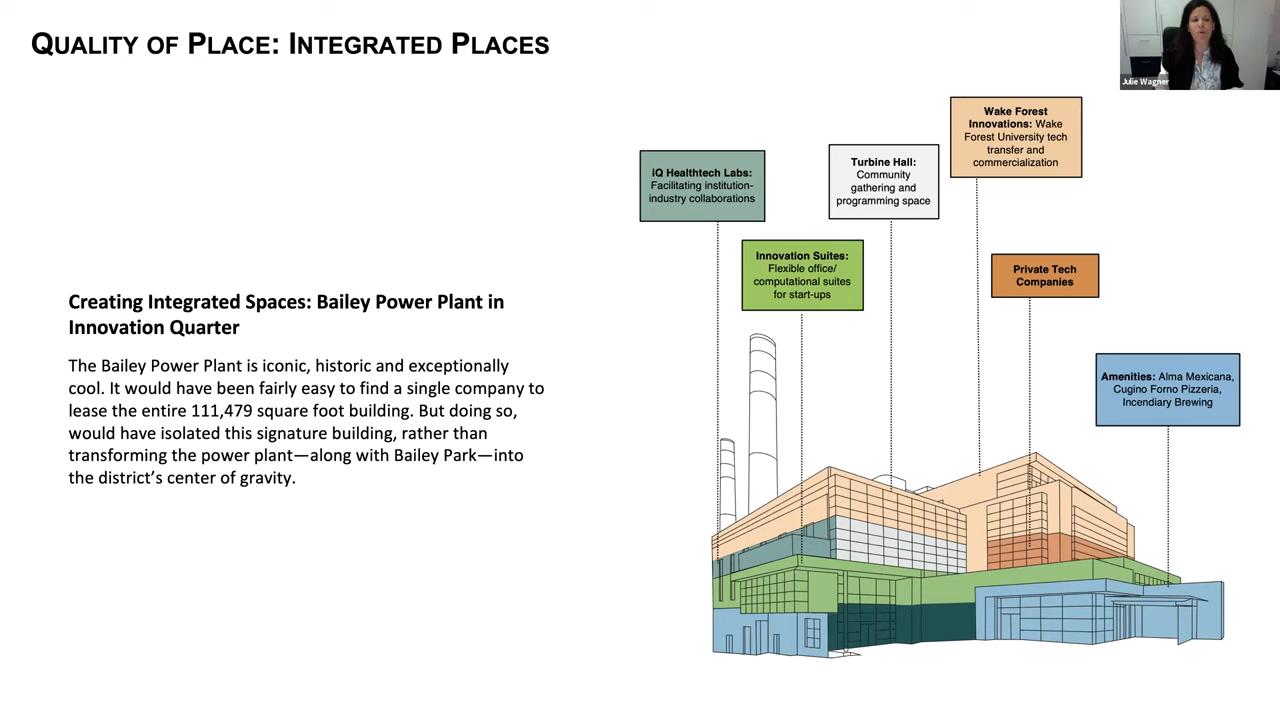 QUALITY OF PLACE: INTEGRATED PLACES
Julie Wagner
Wake Forest
Innovations: Wake
Forest University tech
transfer and
commercialization
iQ Healthtech Labs:
Facilitating institution-
industry collaborations
Turbine Hall:
Community
gathering and
programming space
Innovation Suites:
Flexible office/
computational suites
for start-ups
Private Tech
Companies
Amenities: Alma Mexicana,
Cugino Forno Pizzeria,
Incendiary Brewing
Creating Integrated Spaces: Bailey Power Plant in
Innovation Quarter
The Bailey Power Plant is iconic, historic and exceptionally
cool. It would have been fairly easy to find a single company to
lease the entire 111,479 square foot building. But doing so,
would have isolated this signature building, rather than
transforming the power plant—along with Bailey Park—into
the district’s center of gravity.